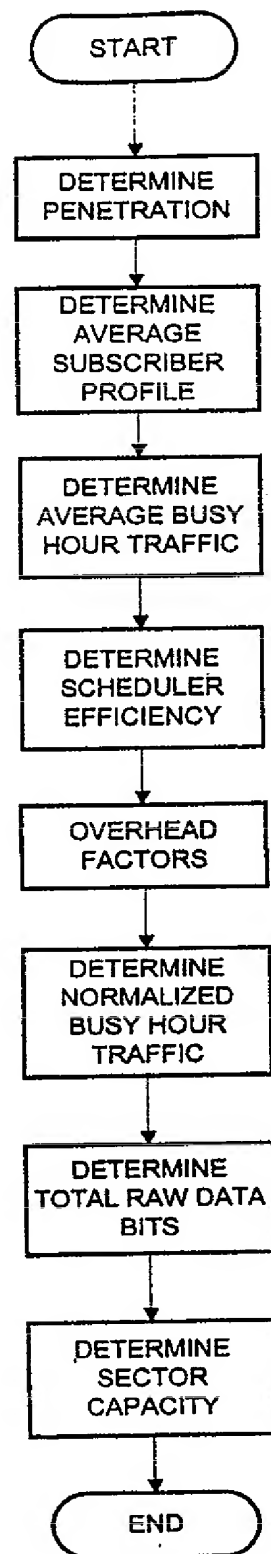 START
DETERMINE
PENETRATION
DETERMINE
AVERAGE
SUBSCRIBER
PROFILE
DETERMINE
AVERAGE BUSY
HOUR TRAFFIC
DETERMINE
SCHEDULER
EFFICIENCY
OVERHEAD
FACTORS
DETERMINE
NORMALIZED
BUSY HOUR
TRAFFIC
DETERMINE
TOTAL RAW DATA
BITS
DETERMINE
SECTOR
CAPACITY
END